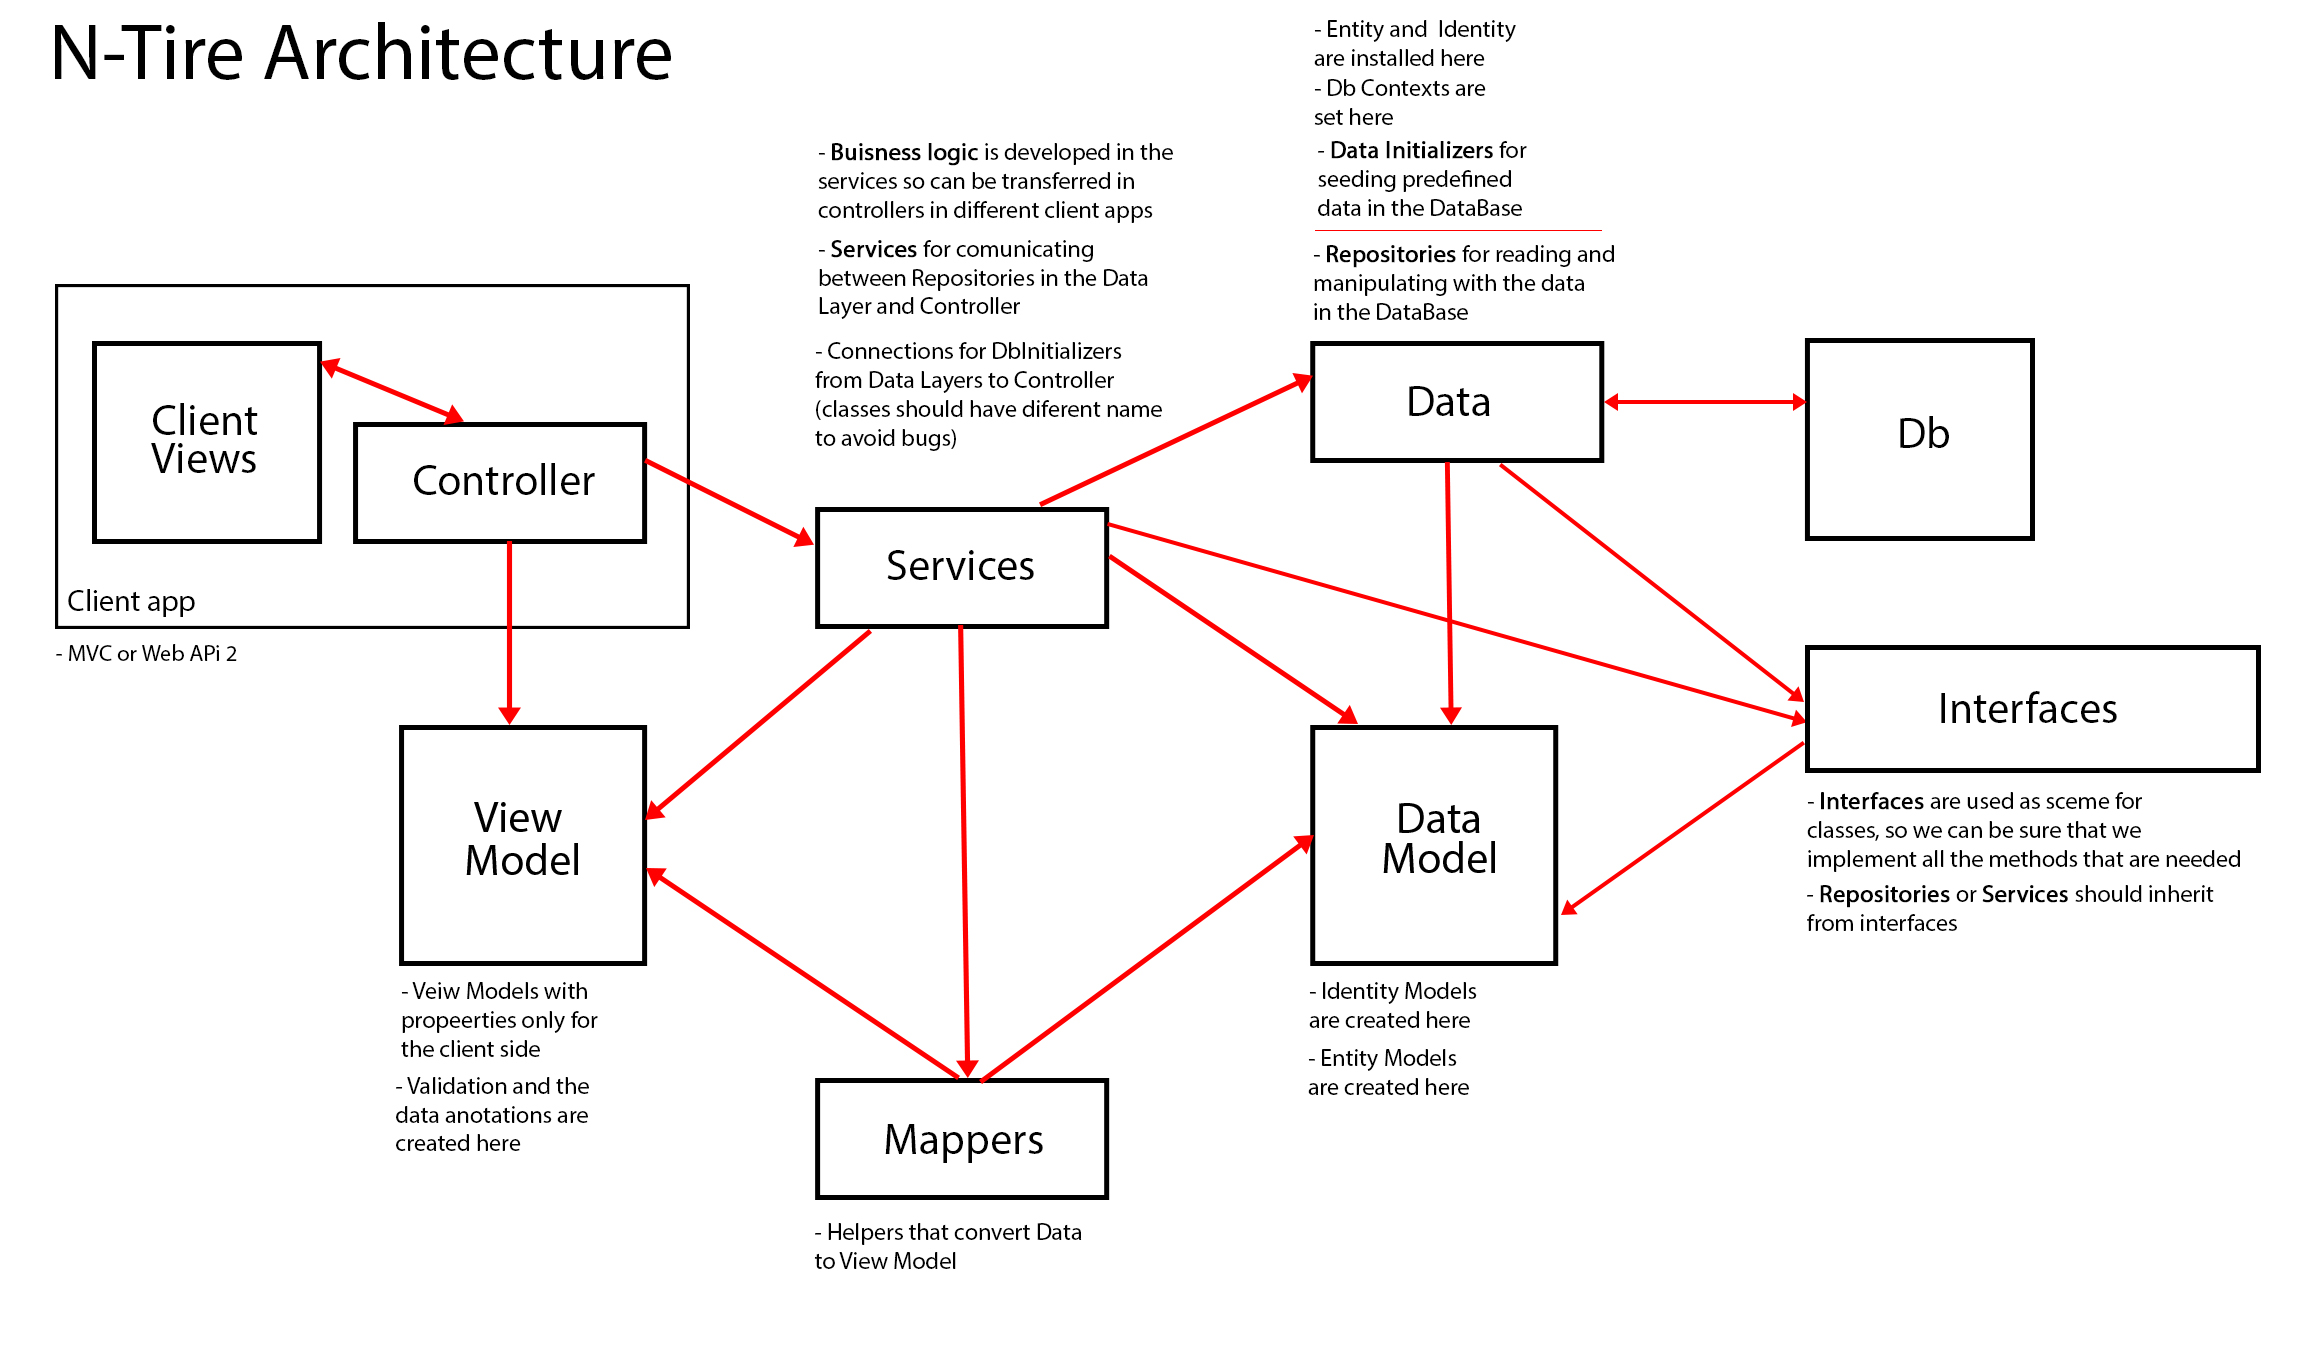 N-Tire Architecture
- Entity and  Identity
are installed here
- Db Contexts are
set here
- Data Initializers for
seeding predefined
data in the DataBase
- Repositories for reading and
manipulating with the data
in the DataBase
- Buisness logic is developed in the
services so can be transferred in
controllers in different client apps
- Services for comunicating
between Repositories in the Data
Layer and Controller
- Connections for DbInitializers
from Data Layers to Controller
(classes should have diferent name
to avoid bugs)
Client
Views
Controller
Client app
- MVC or Web APi 2
Services
Data
Db
Interfaces
- Interfaces are used as sceme for
classes, so we can be sure that we
implement all the methods that are needed
- Repositories or Services should inherit
from interfaces
View
Model
- Veiw Models with
propeerties only for
the client side
- Validation and the
data anotations are
created here
Data
Model
- Identity Models
are created here
- Entity Models
are created here
Mappers
- Helpers that convert Data
to View Model